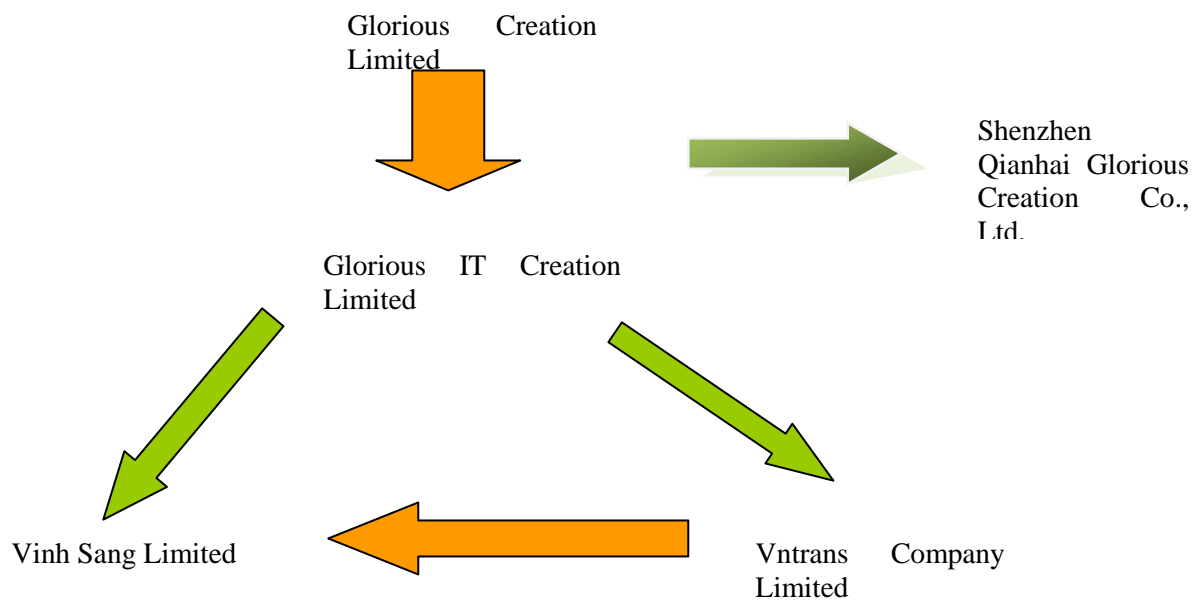 Glorious Creation
Limited
Shenzhen
Qianhai Glorious
Creation Co.,
Ltd.
Glorious IT Creation
Limited
Vinh Sang Limited
Vntrans Company
Limited